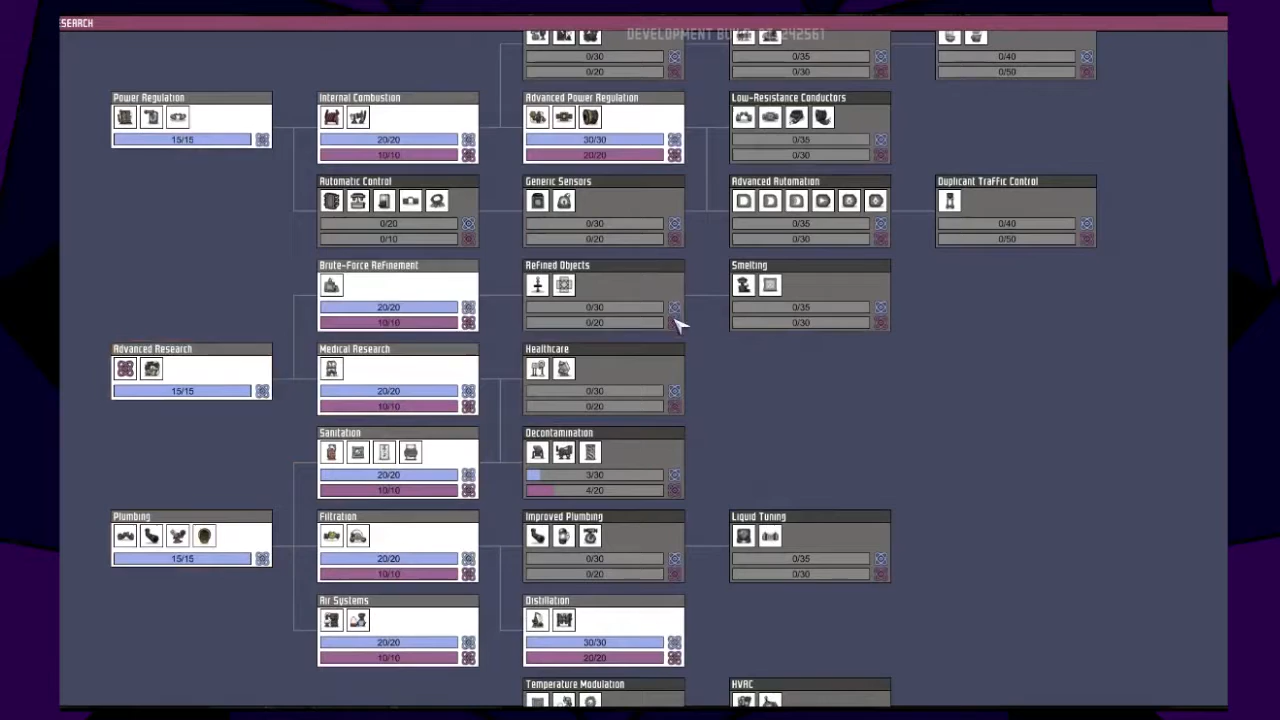 SEARCH
0/30
0/20
0/35
0/30
0/40
0/50
Power Regulation
15/15
Internal Combustion
20/20
10/10
Advanced Power Regulation
30/30
20/20
Low-Resistance Conductors
0/35
0/30
Automatic Control
0/20
0/10
Generic Sensors
0/30
0/20
Advanced Automation
0/35
0/30
Duplicant Traffic Control
0/40
0/50
Brute-Force Refinement
20/20
10/10
Refined Objects
0/30
0/20
Smelting
0/35
0/30
Advanced Research
15/15
Medical Research
20/20
10/10
Healthcare
0/30
0/20
Sanitation
20/20
10/10
Decontamination
3/30
4/20
Plumbing
15/15
Filtration
20/20
10/10
Improved Plumbing
0/30
0/20
Liquid Tuning
0/35
0/30
Air Systems
20/20
10/10
Distillation
30/30
20/20
Temperature Modulation
HVAC